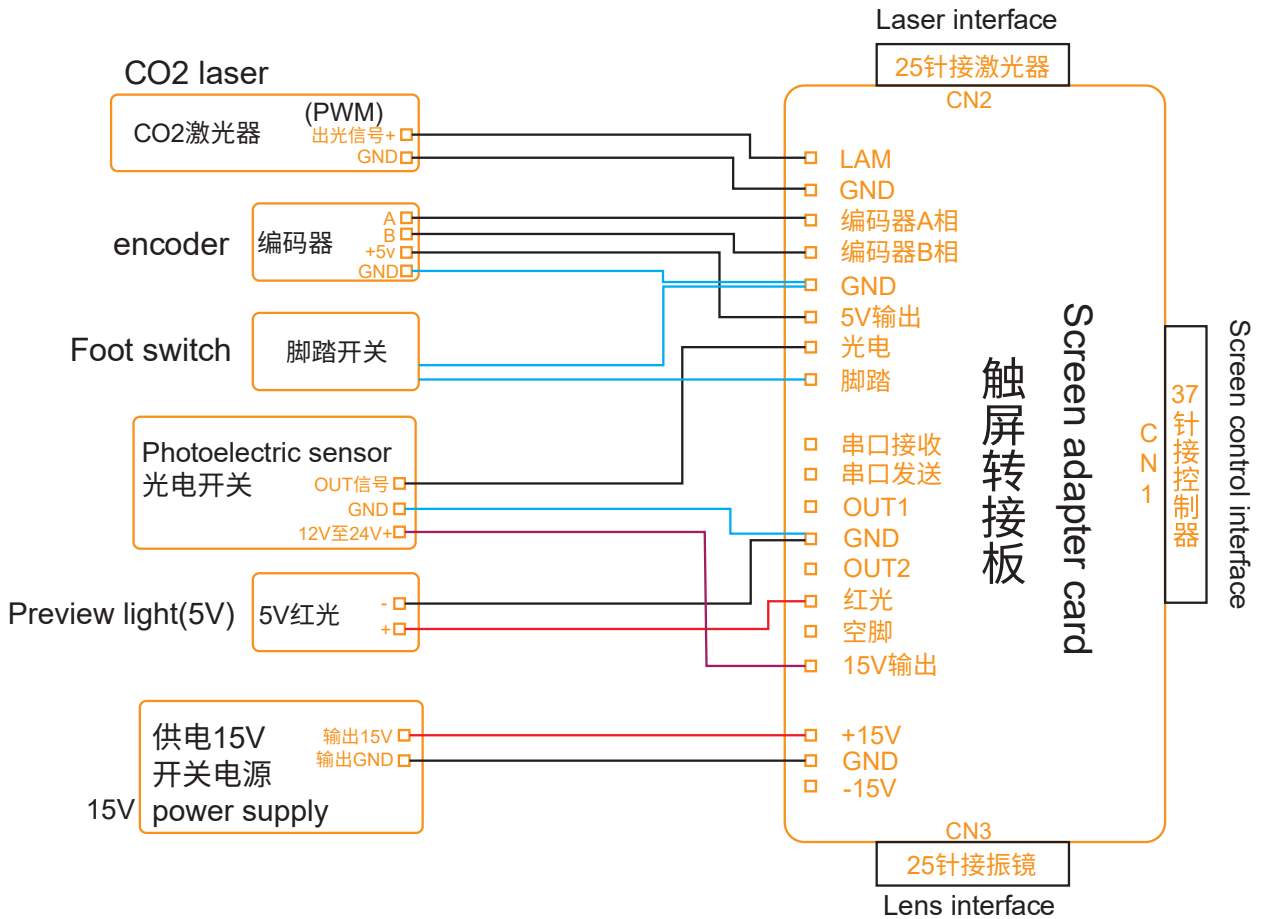 Laser interface
25针接激光器
CN2
CO2 laser
CO2激光器
(PWM)
出光信号+
GND
encoder
编码器
A
B
+5v
GND
Foot switch
脚踏开关
Photoelectric sensor
光电开关
OUT信号
GND
12V至24V+
Preview light(5V)
5V红光
-
+
供电15V
开关电源
15V power supply
输出15V
输出GND
LAM
GND
编码器A相
编码器B相
GND
5V输出
光电
脚踏
串口接收
串口发送
OUT1
GND
OUT2
红光
空脚
15V输出
+15V
GND
-15V
触屏转接板
Screen adapter card
CN1
37针接控制器
Screen control interface
CN3
25针接振镜
Lens interface